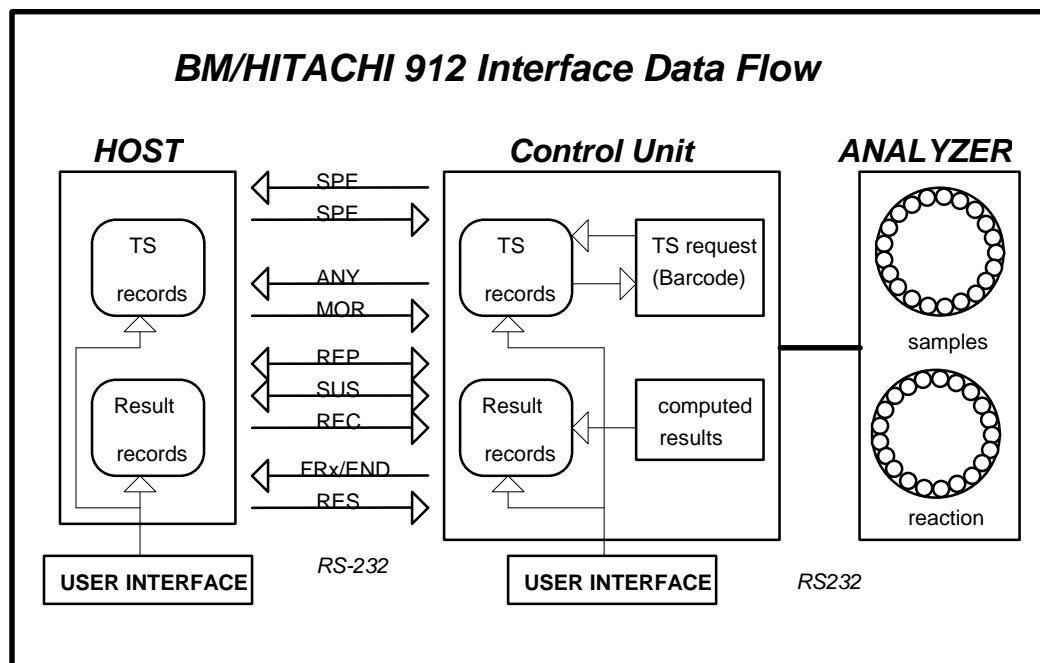 BM/HITACHI 912 Interface Data Flow
HOST
Control Unit
ANALYZER
SPE
SPE
ANY
MOR
REP
SUS
REC
FRx/END
RES
TS
records
Result
records
TS
records
TS request
(Barcode)
Result
records
computed
results
samples
reaction
USER INTERFACE
RS-232
USER INTERFACE
RS232